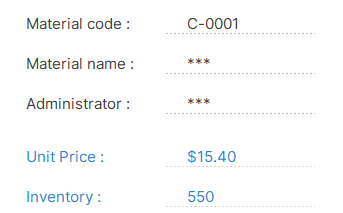 Material code : C-0001
Material name : ***
Administrator : ***
Unit Price : $15.40
Inventory : 550